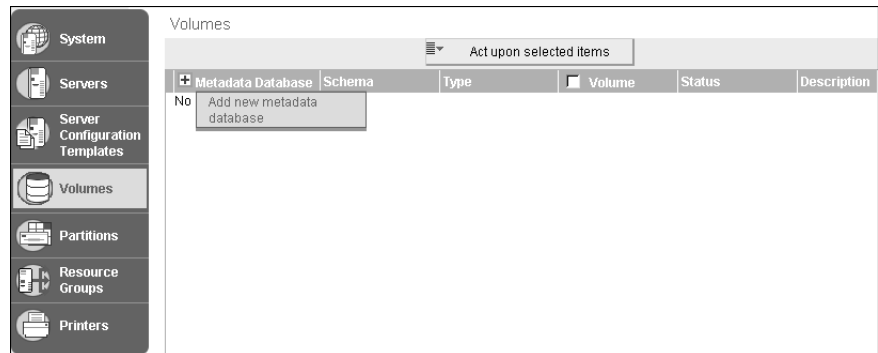 Volumes
System
Act upon selected items
Servers
Metadata Database Schema Type Volume Status Description
No
Add new metadata
database
Server
Configuration
Templates
Volumes
Partitions
Resource
Groups
Printers